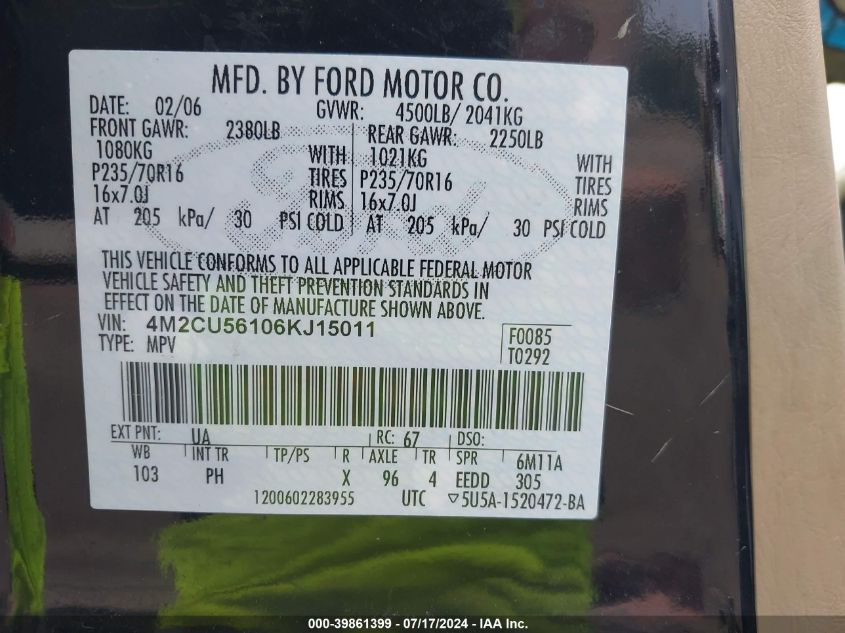 MFD. BY FORD MOTOR CO.
DATE: 02/06 GVWR: 4500LB/ 2041KG
FRONT GAWR: 2380LB REAR GAWR: 2250LB
1080KG WITH 1021KG WITH
P235/70R16 TIRES P235/70R16 TIRES
16x7.0J RIMS 16x7.0J RIMS
AT 205 kPa/ 30 PSI COLD AT 205 kPa/ 30 PSI COLD
THIS VEHICLE CONFORMS TO ALL APPLICABLE FEDERAL MOTOR
VEHICLE SAFETY AND THEFT PREVENTION STANDARDS IN
EFFECT ON THE DATE OF MANUFACTURE SHOWN ABOVE.
VIN: 4M2CU56106KJ15011 F0085
TYPE: MPV T0292
EXT PNT: UA RC: 67 DSO:
WB INT TR TP/PS R AXLE TR SPR 6M11A
103 PH X 96 4 EEDD 305
1200602283955 UTC ▽5U5A-1520472-BA
Ford
000-39861399 - 07/17/2024 - IAAI Inc.